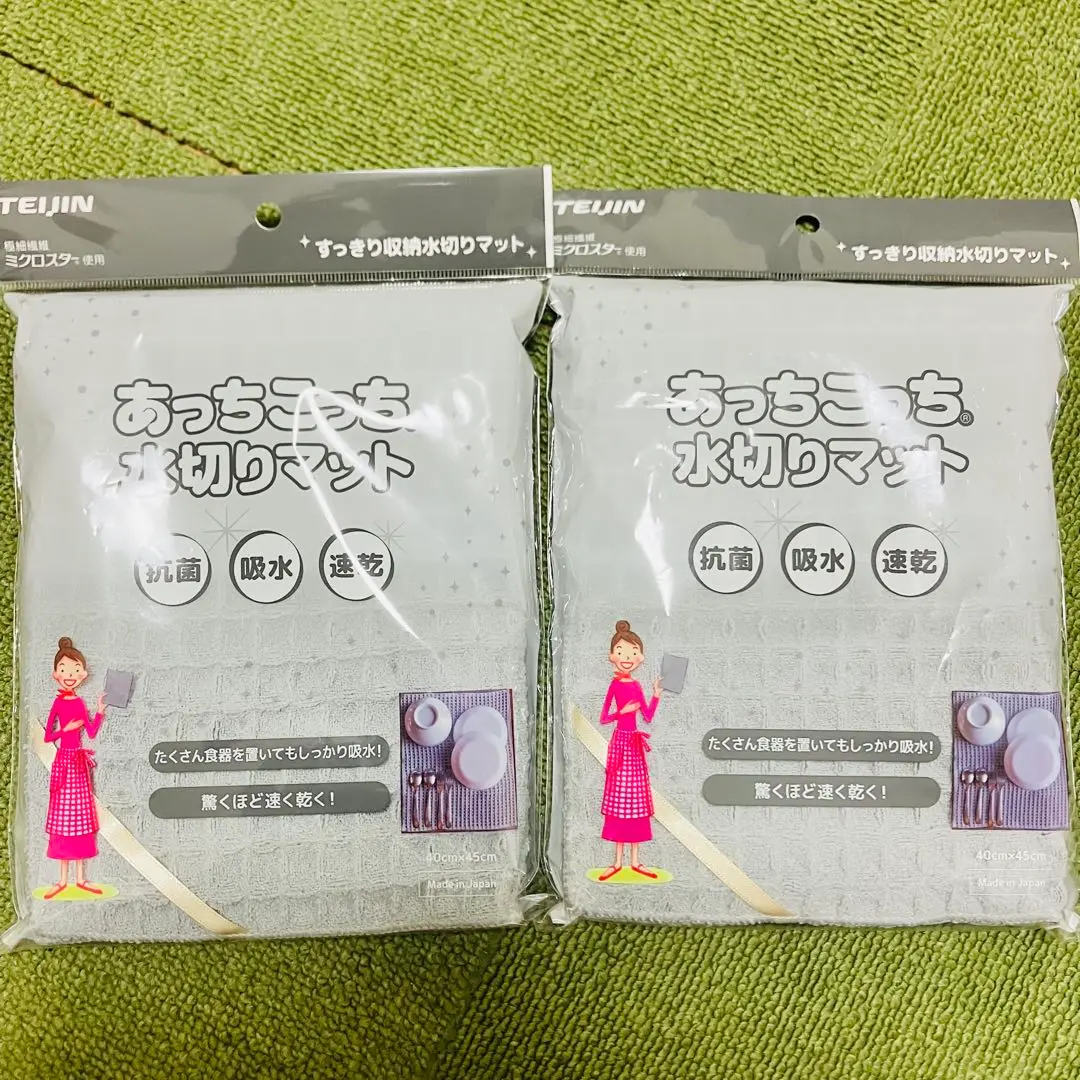 TEIJIN
極細繊維
ミクロスター®使用
すっきり収納水切りマット
あっちこっち
水切りマット
抗菌
吸水
速乾
たくさん食器を置いてもしっかり吸水!
驚くほど速く乾く!
40cm×45cm
Made in Japan
TEIJIN
極細繊維
ミクロスター®使用
すっきり収納水切りマット
あっちこっち®
水切りマット
抗菌
吸水
速乾
たくさん食器を置いてもしっかり吸水!
驚くほど速く乾く!
40cm×45cm
Made in Japan